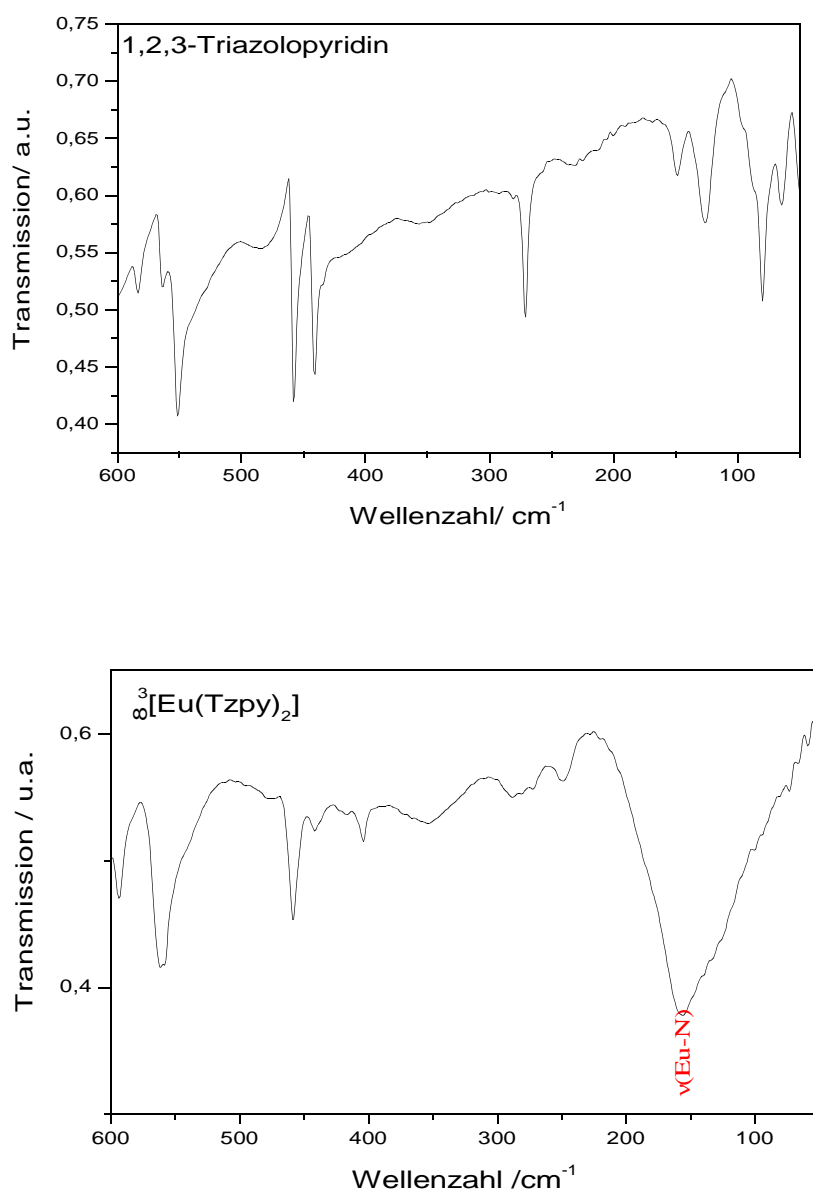 1,2,3-Triazolopyridin
Transmission/ a.u.
0,75
0,70
0,65
0,60
0,55
0,50
0,45
0,40
600 500 400 300 200 100
Wellenzahl/ cm⁻¹
³∞[Eu(Tzpy)₂]
Transmission / u.a.
0,6
0,4
ν(Eu-N)
600 500 400 300 200 100
Wellenzahl /cm⁻¹